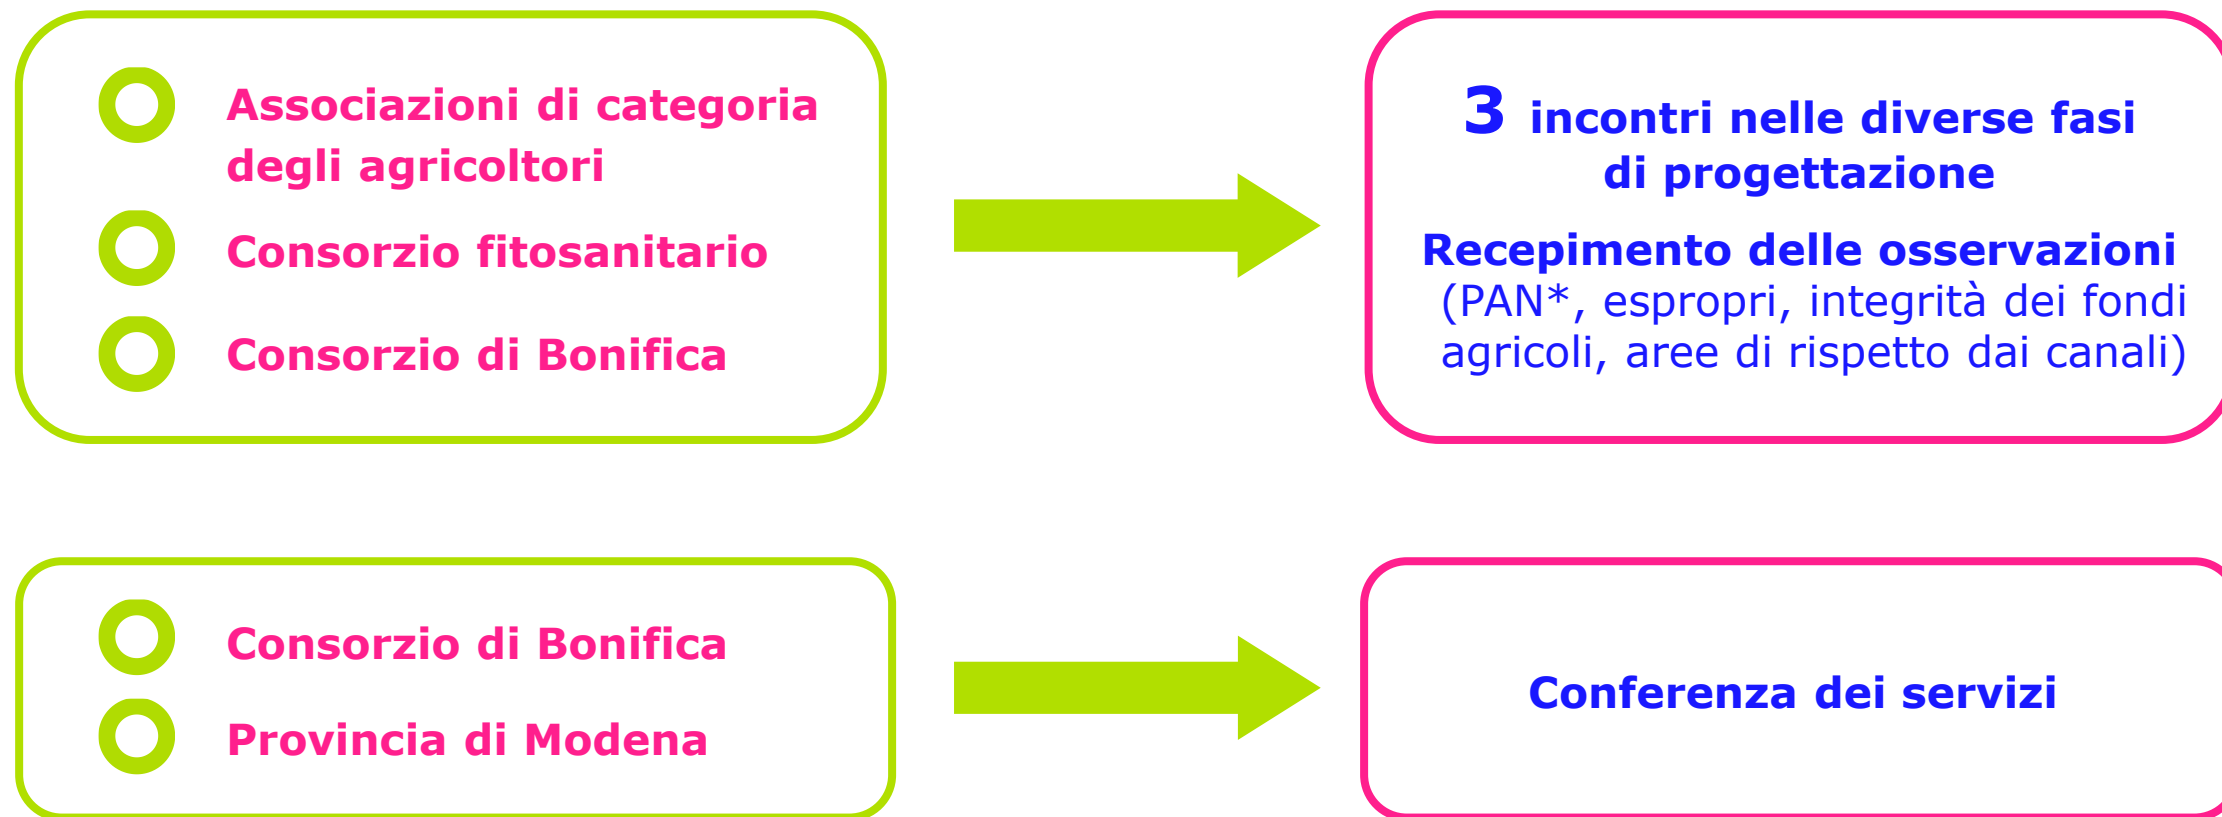 Associazioni di categoria
degli agricoltori
Consorzio fitosanitario
Consorzio di Bonifica
3 incontri nelle diverse fasi
di progettazione
Recepimento delle osservazioni
(PAN*, espropri, integrità dei fondi
agricoli, aree di rispetto dai canali)
Consorzio di Bonifica
Provincia di Modena
Conferenza dei servizi